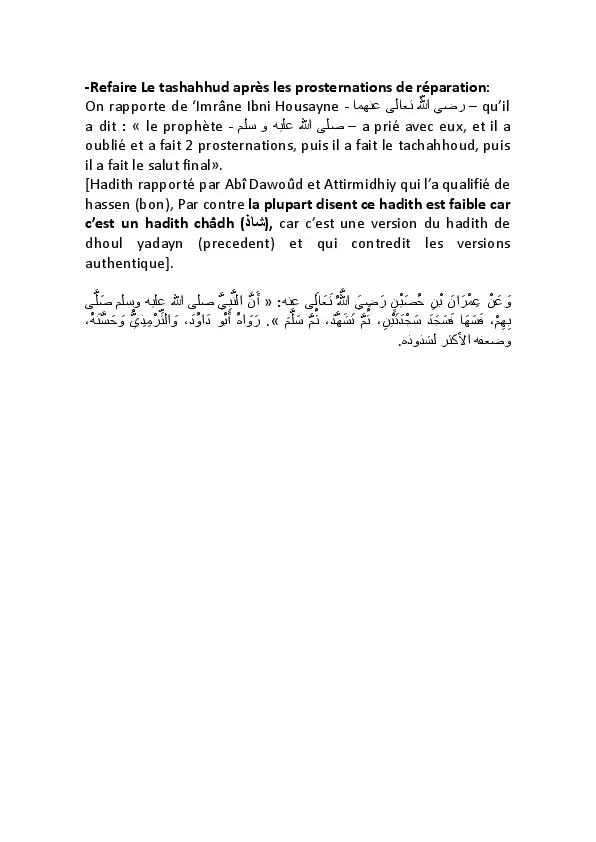 -Refaire Le tashahhud après les prosternations de réparation:
On rapporte de ‘Imrâne Ibni Housayne - رضى الله تعالى عنهما – qu’il
a dit : « le prophète - صلى الله عليه و سلم – a prié avec eux, et il a
oublié et a fait 2 prosternations, puis il a fait le tachahhoud, puis
il a fait le salut final».
[Hadith rapporté par Abî Dawoûd et Attirmidhiy qui l’a qualifié de
hassen (bon), Par contre la plupart disent ce hadith est faible car
c’est un hadith châdh (شاذ), car c’est une version du hadith de
dhoul yadayn (precedent) et qui contredit les versions
authentique].
وَعَنْ عِمْرَانَ بْنِ حُصَيْنٍ رَضِيَ اللَّهُ تَعَالَى عنه: « أَنَّ النَّبِيَّ صلى الله عليه وسلم صَلَّى
بِهِمْ، فَسَهَا فَسَجَدَ سَجْدَتَيْنِ، ثُمَّ تَشَهَّدَ، ثُمَّ سَلَّمَ ». رَوَاهُ أَبُو دَاوُدَ، وَالتِّرْمِذِيُّ وَحَسَّنَهُ،
وضعفه الأكثر لشذوذه.